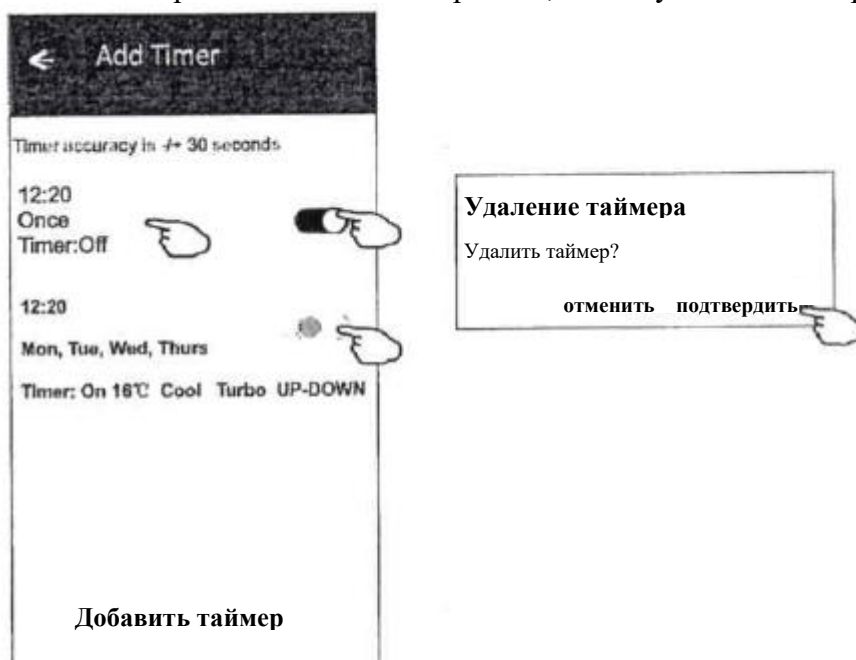 Add Timer
Timer accuracy is -/+ 30 seconds
12:20
Once
Timer:Off
12:20
Mon, Tue, Wed, Thurs
Timer: On 16℃ Cool Turbo UP-DOWN
Добавить таймер
Удаление таймера
Удалить таймер?
отменить подтвердить